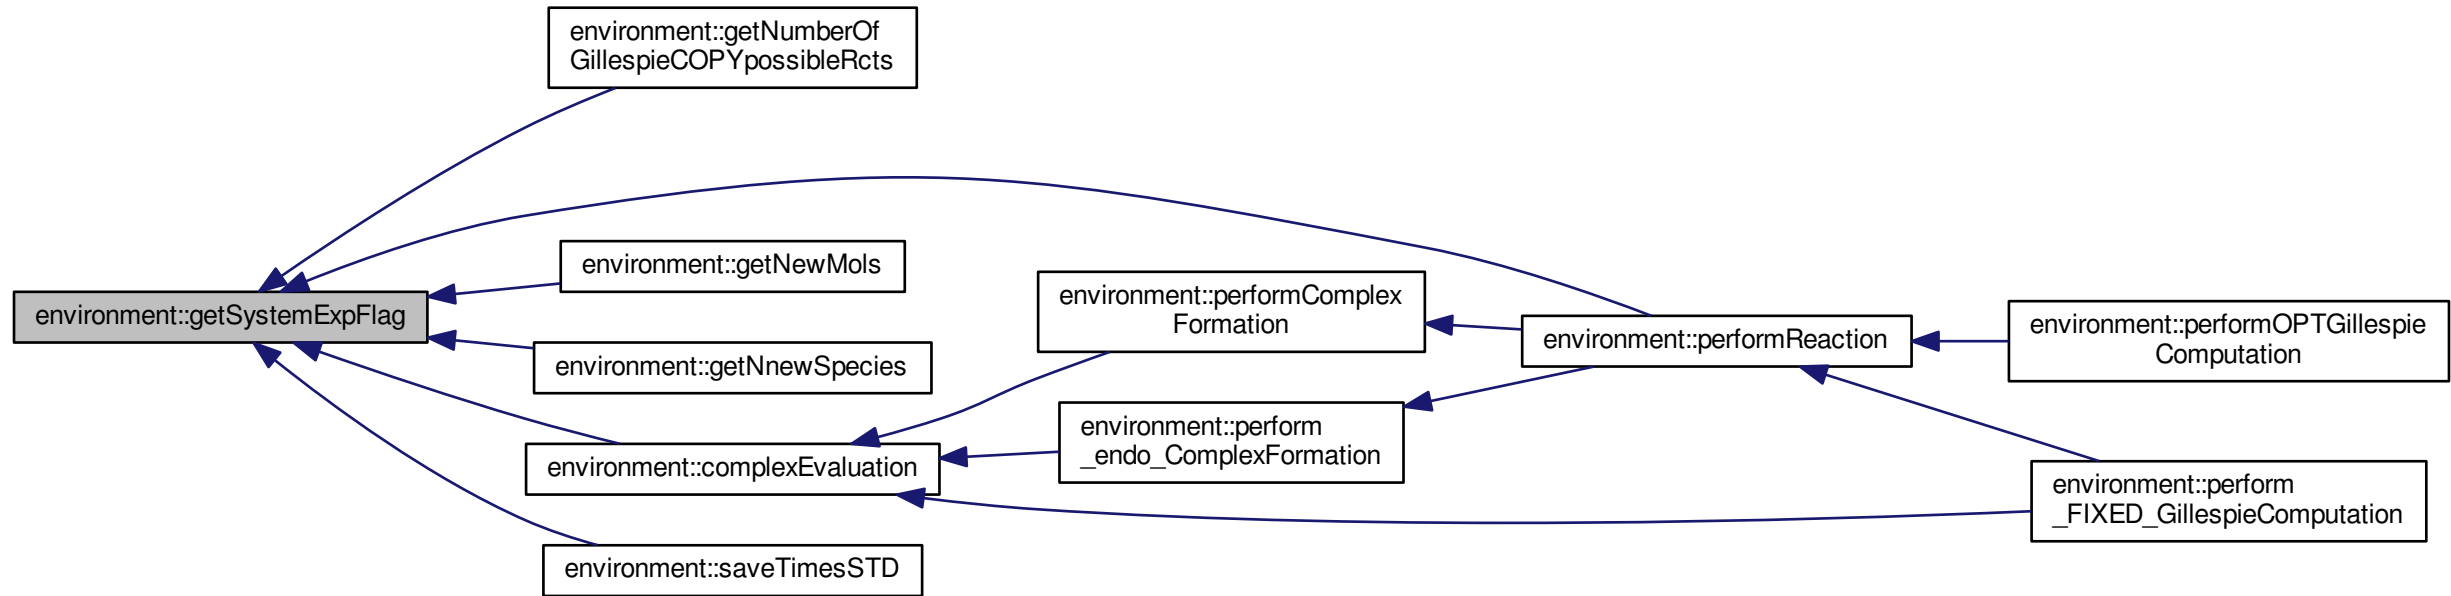 environment::getNumberOf
GillespieCOPYpossibleRcts
environment::getNewMols
environment::performComplex
Formation
environment::getSystemExpFlag
environment::performOPTGillespie
Computation
environment::performReaction
environment::getNnewSpecies
environment::perform
_endo_ComplexFormation
environment::complexEvaluation
environment::perform
_FIXED_GillespieComputation
environment::saveTimesSTD